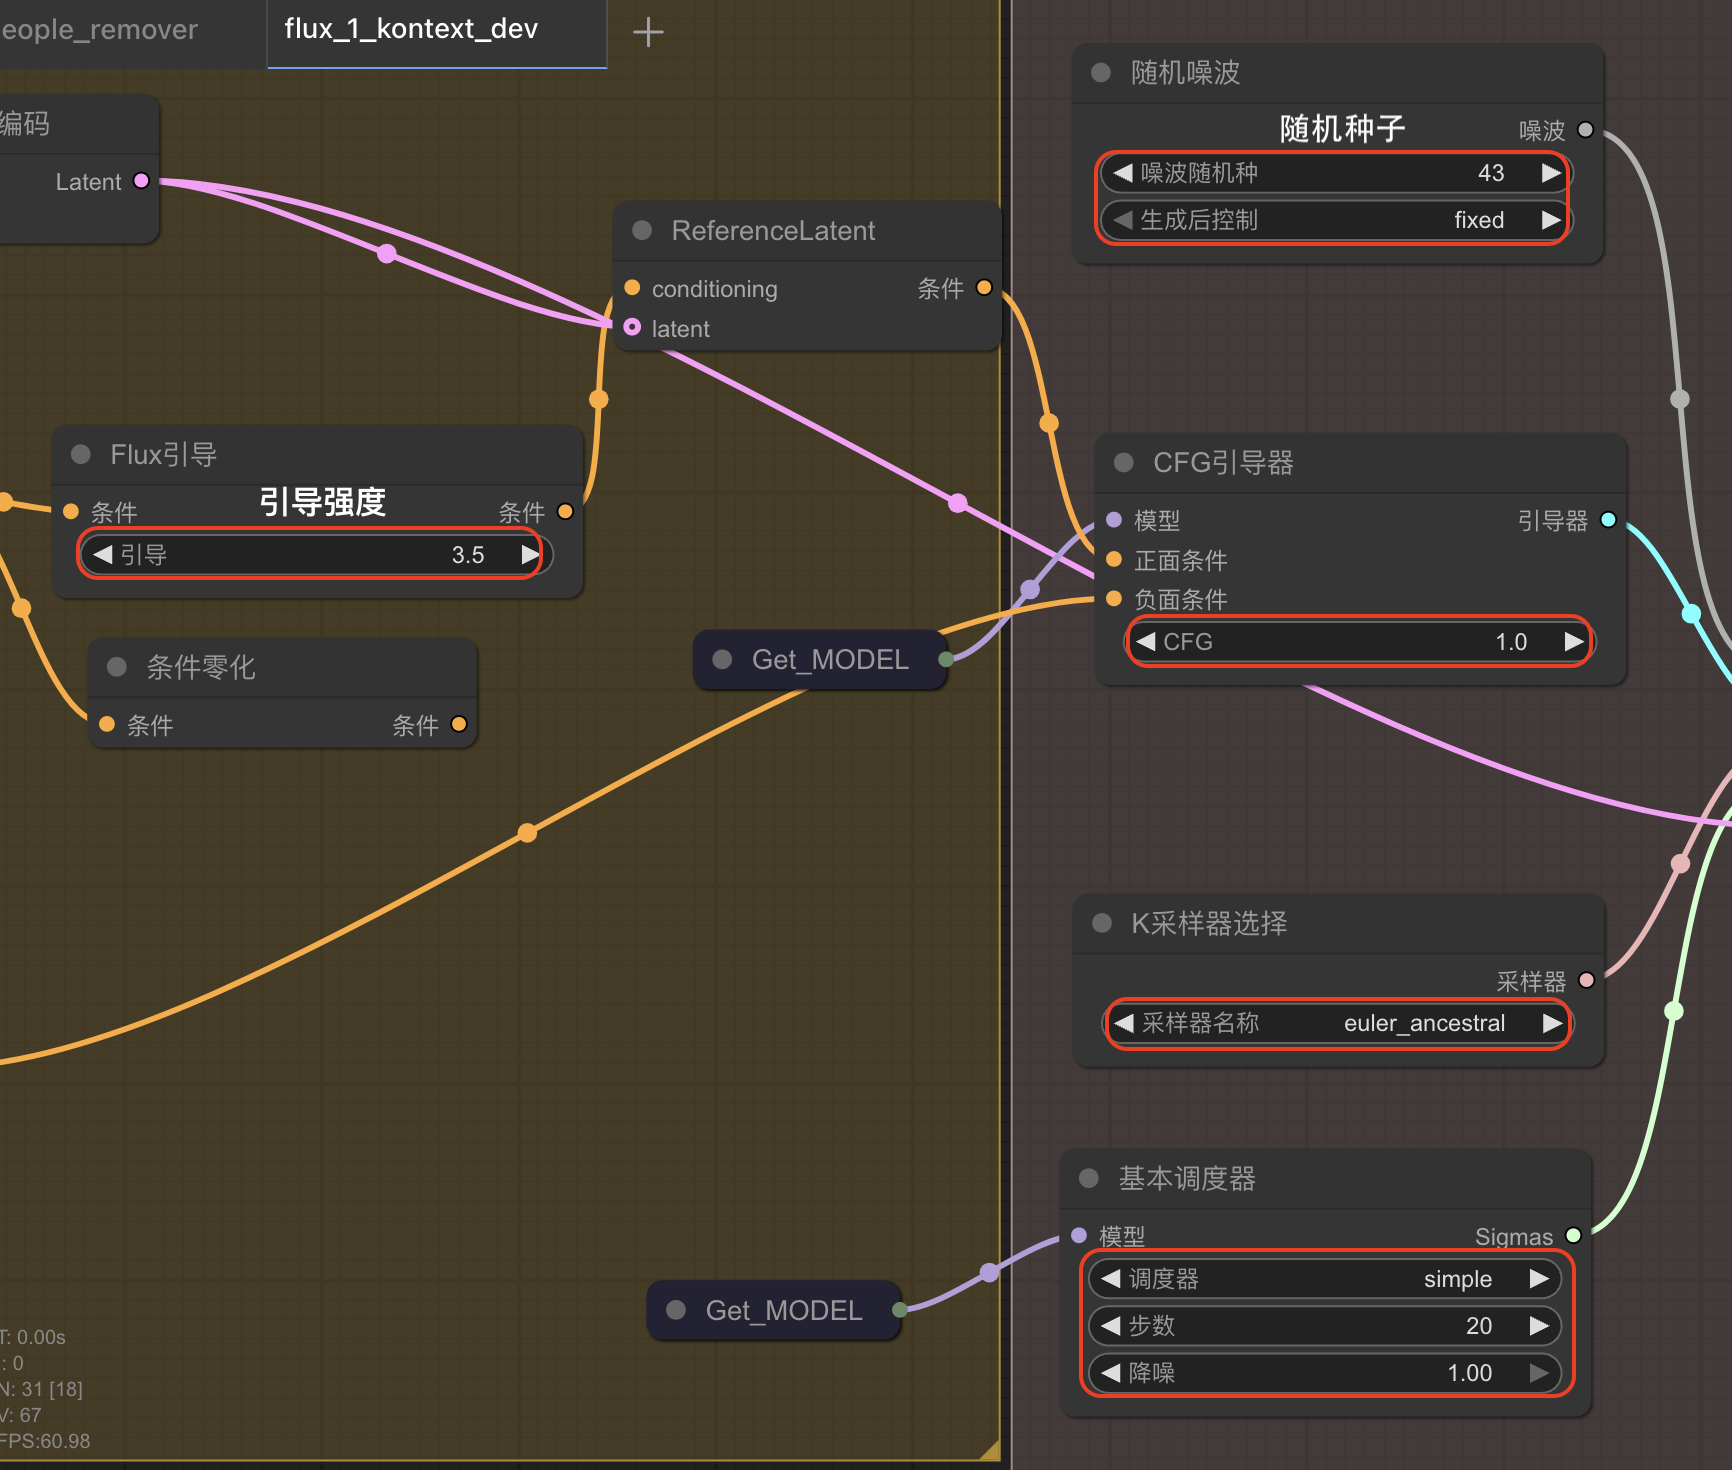 eople_remover
flux_1_kontext_dev
编码
Latent
ReferenceLatent
conditioning
条件
latent
Flux引导
引导强度
条件
条件
引导
3.5
条件零化
条件
条件
Get_MODEL
Get_MODEL
T: 0.00s
: 0
N: 31 [18]
V: 67
FPS:60.98
随机噪波
随机种子
噪波
噪波随机种
43
生成后控制
fixed
CFG引导器
模型
引导器
正面条件
负面条件
CFG
1.0
K采样器选择
采样器
采样器名称
euler_ancestral
基本调度器
模型
Sigmas
调度器
simple
步数
20
降噪
1.00